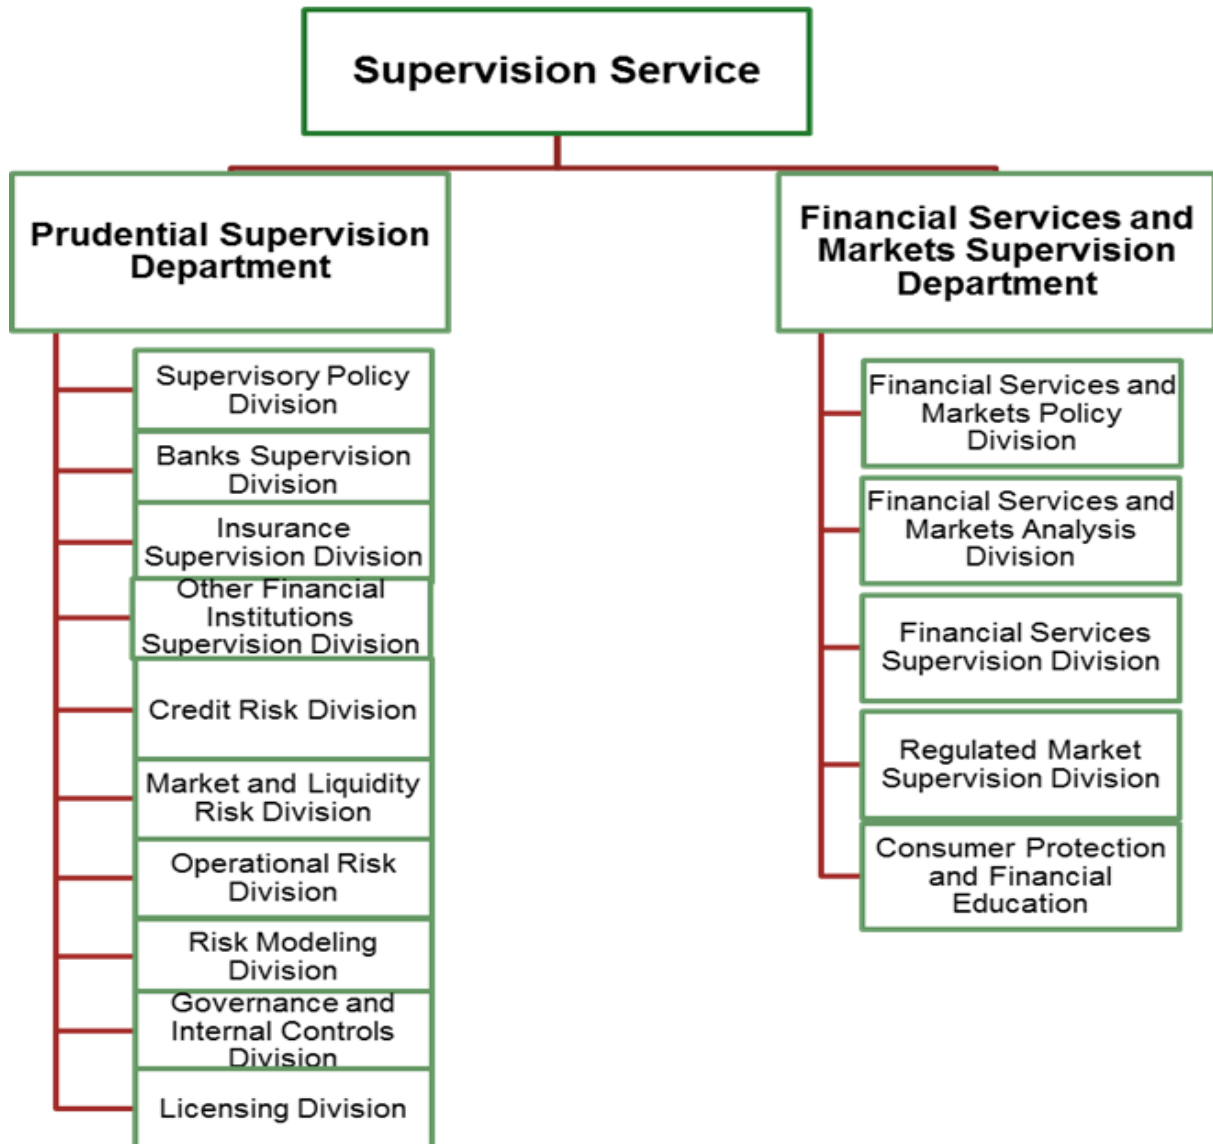 Supervision Service
Prudential Supervision
Department
Supervisory Policy
Division
Banks Supervision
Division
Insurance
Supervision Division
Other Financial
Institutions
Supervision Division
Credit Risk Division
Market and Liquidity
Risk Division
Operational Risk
Division
Risk Modeling
Division
Governance and
Internal Controls
Division
Licensing Division
Financial Services and
Markets Supervision
Department
Financial Services and
Markets Policy
Division
Financial Services and
Markets Analysis
Division
Financial Services
Supervision Division
Regulated Market
Supervision Division
Consumer Protection
and Financial
Education